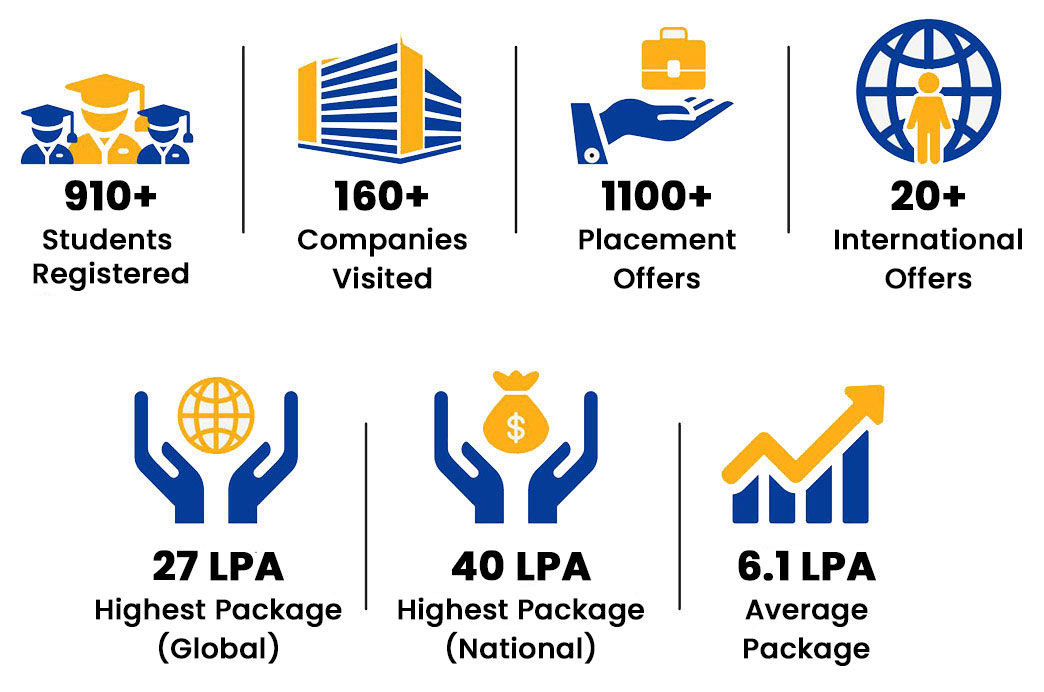 910+
Students
Registered
160+
Companies
Visited
1100+
Placement
Offers
20+
International
Offers
27 LPA
Highest Package
(Global)
$
40 LPA
Highest Package
(National)
6.1 LPA
Average
Package